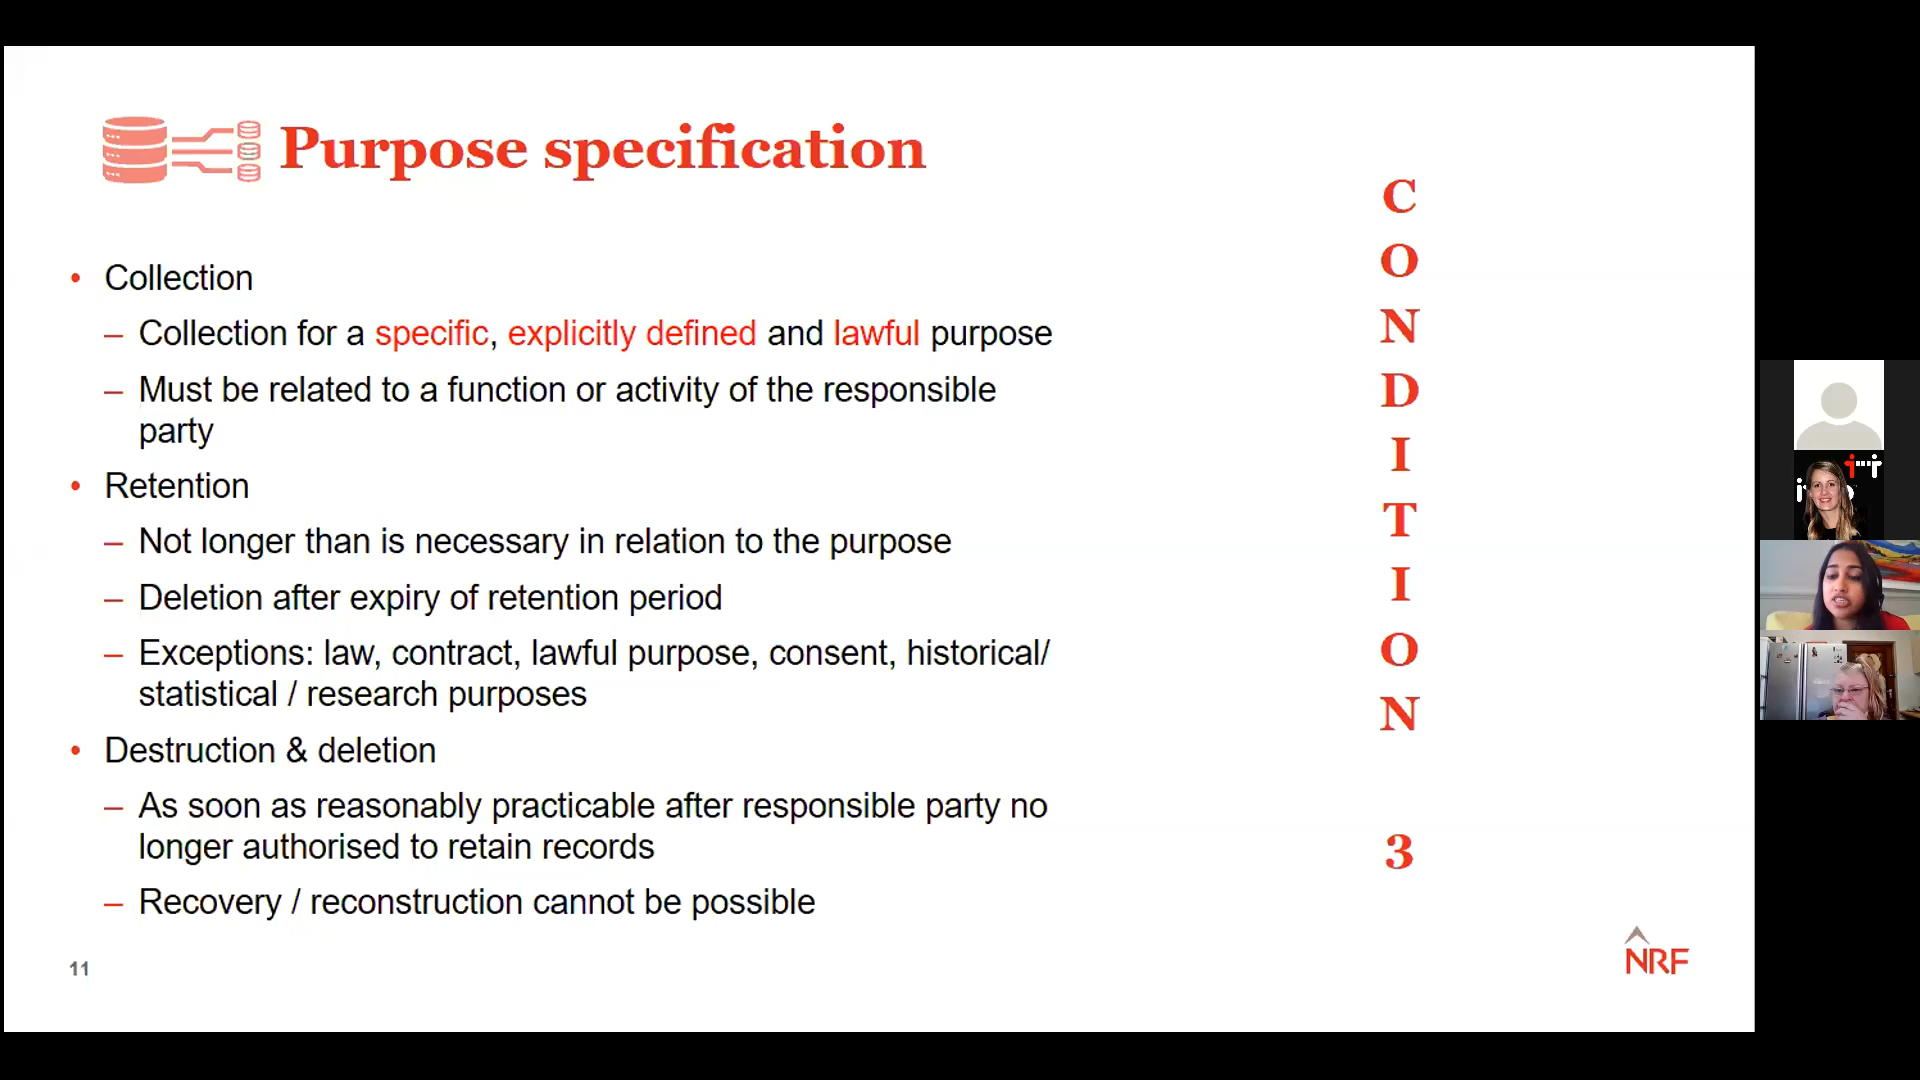 Purpose specification
• Collection
– Collection for a specific, explicitly defined and lawful purpose
– Must be related to a function or activity of the responsible
party
• Retention
– Not longer than is necessary in relation to the purpose
– Deletion after expiry of retention period
– Exceptions: law, contract, lawful purpose, consent, historical/
statistical / research purposes
• Destruction & deletion
– As soon as reasonably practicable after responsible party no
longer authorised to retain records
– Recovery / reconstruction cannot be possible
C
O
N
D
I
T
I
O
N
3
11
NRF